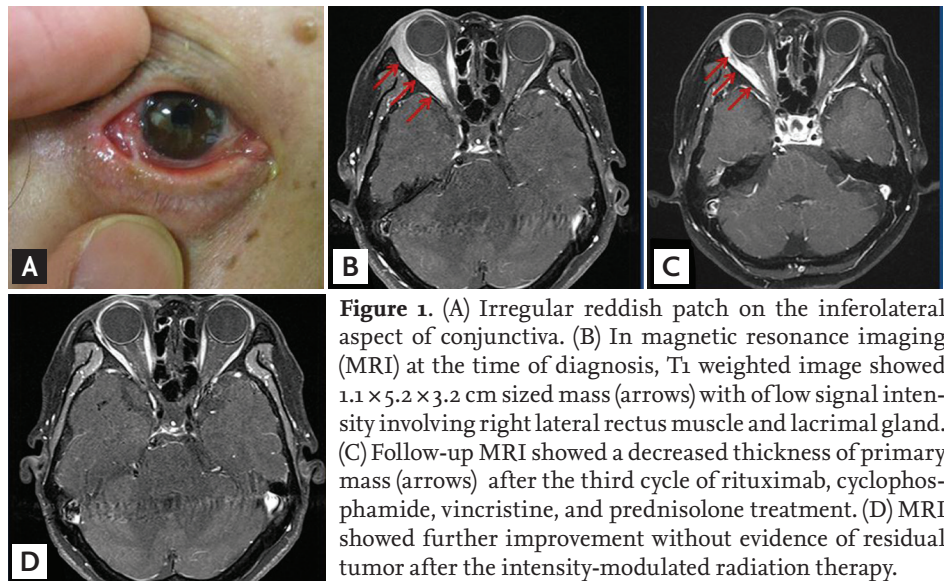 A
B
C
D
Figure 1. (A) Irregular reddish patch on the inferolateral
aspect of conjunctiva. (B) In magnetic resonance imaging
(MRI) at the time of diagnosis, T1 weighted image showed
1.1×5.2×3.2 cm sized mass (arrows) with of low signal inten-
sity involving right lateral rectus muscle and lacrimal gland.
(C) Follow-up MRI showed a decreased thickness of primary
mass (arrows) after the third cycle of rituximab, cyclophos-
phamide, vincristine, and prednisolone treatment. (D) MRI
showed further improvement without evidence of residual
tumor after the intensity-modulated radiation therapy.